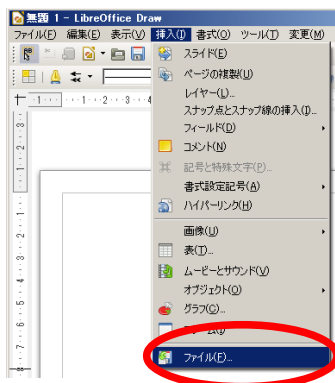 無題 1 - LibreOffice Draw
ファイル(F) 編集(E) 表示(V) 挿入(I) 書式(O) ツール(T) 変更(M)
スライド(E)
ページの複製(U)
レイヤー(L)...
スナップ点とスナップ線の挿入(I)...
フィールド(D)
コメント(N)
記号と特殊文字(P)...
書式設定記号(A)
ハイパーリンク(H)
画像(U)
表(T)...
ムービーとサウンド(V)
オブジェクト(O)
グラフ(C)...
ファイル(F)...